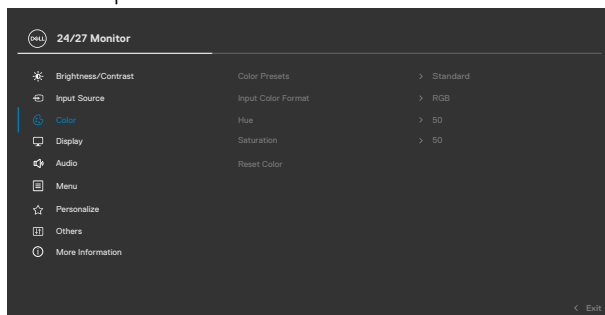 DELL 24/27 Monitor
Brightness/Contrast Color Presets > Standard
Input Source Input Color Format > RGB
Color Hue > 50
Display Saturation > 50
Audio Reset Color
Menu
Personalize
Others
More Information
< Exit